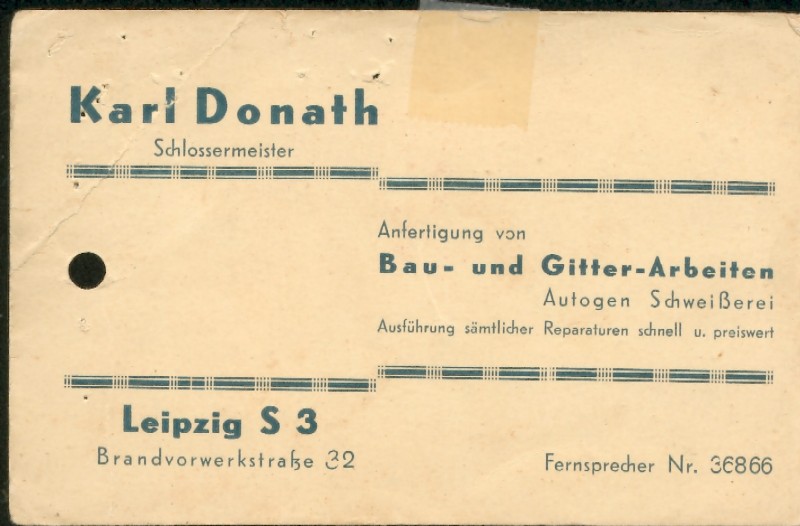 Karl Donath
Schlossermeister
Anfertigung von
Bau- und Gitter-Arbeiten
Autogen Schweißerei
Ausführung sämtlicher Reparaturen schnell u. preiswert
Leipzig S 3
Brandvorwerkstraße 32
Fernsprecher Nr. 36866